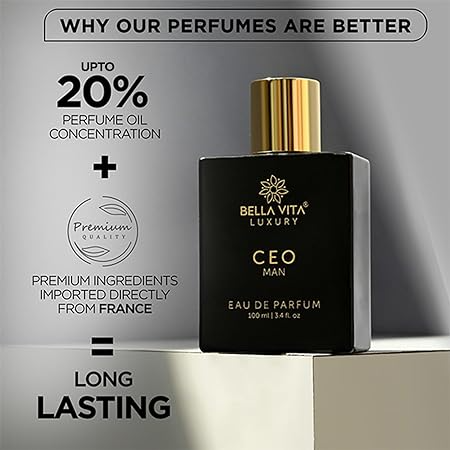 WHY OUR PERFUMES ARE BETTER
UPTO
20%
PERFUME OIL
CONCENTRATION
+
Premium
QUALITY
PREMIUM INGREDIENTS
IMPORTED DIRECTLY
FROM FRANCE
=
LONG
LASTING
BELLA VITA®
LUXURY
CEO
MAN
EAU DE PARFUM
100 ml | 3.4 fl. oz